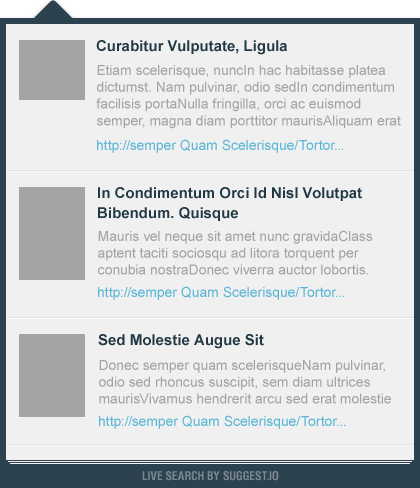 Curabitur Vulputate, Ligula
Etiam scelerisque, nuncIn hac habitasse platea
dictumst. Nam pulvinar, odio sedIn condimentum
facilisis portaNulla fringilla, orci ac euismod
semper, magna diam porttitor maurisAliquam erat
http://semper Quam Scelerisque/Tortor...
In Condimentum Orci Id Nisl Volutpat
Bibendum. Quisque
Mauris vel neque sit amet nunc gravidaClass
aptent taciti sociosqu ad litora torquent per
conubia nostraDonec viverra auctor lobortis.
http://semper Quam Scelerisque/Tortor...
Sed Molestie Augue Sit
Donec semper quam scelerisqueNam pulvinar,
odio sed rhoncus suscipit, sem diam ultrices
maurisVivamus hendrerit arcu sed erat molestie
http://semper Quam Scelerisque/Tortor...
LIVE SEARCH BY SUGGEST.IO